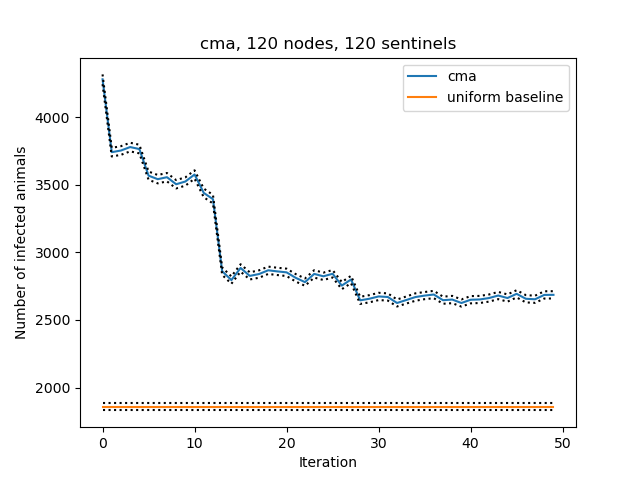 cma, 120 nodes, 120 sentinels
cma
uniform baseline
Number of infected animals
4000
3500
3000
2500
2000
0 10 20 30 40 50
Iteration